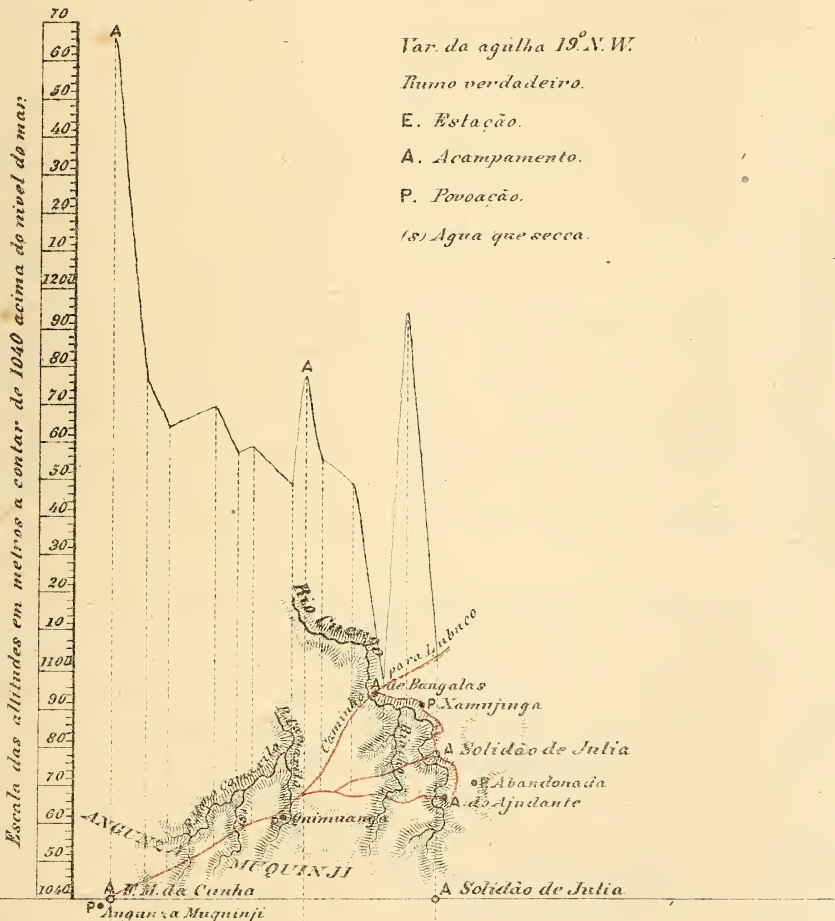 70
60
50
40
30
20
10
1200
90
80
70
60
50
40
30
20
10
1100
90
80
70
60
50
1040
Escala das altitudes em metros a contar de 1040 acima do nivel do mar.
Var. da agulha 19º N. W.
Rumo verdadeiro.
E. Estação.
A. Acampamento.
P. Povoação.
(s) Agua que secca.
A
A
Rio Cuengo
para Lubuco
A de Bangalas
Caminho
P. Xamujinga
A Solidão de Julia
P. Abandonada
A. do Ajudante
P Quimuanga
ANGUNZA
MUQUINJI
A E. M. da Cunha
A Solidão de Julia
P Angunza Muquinji